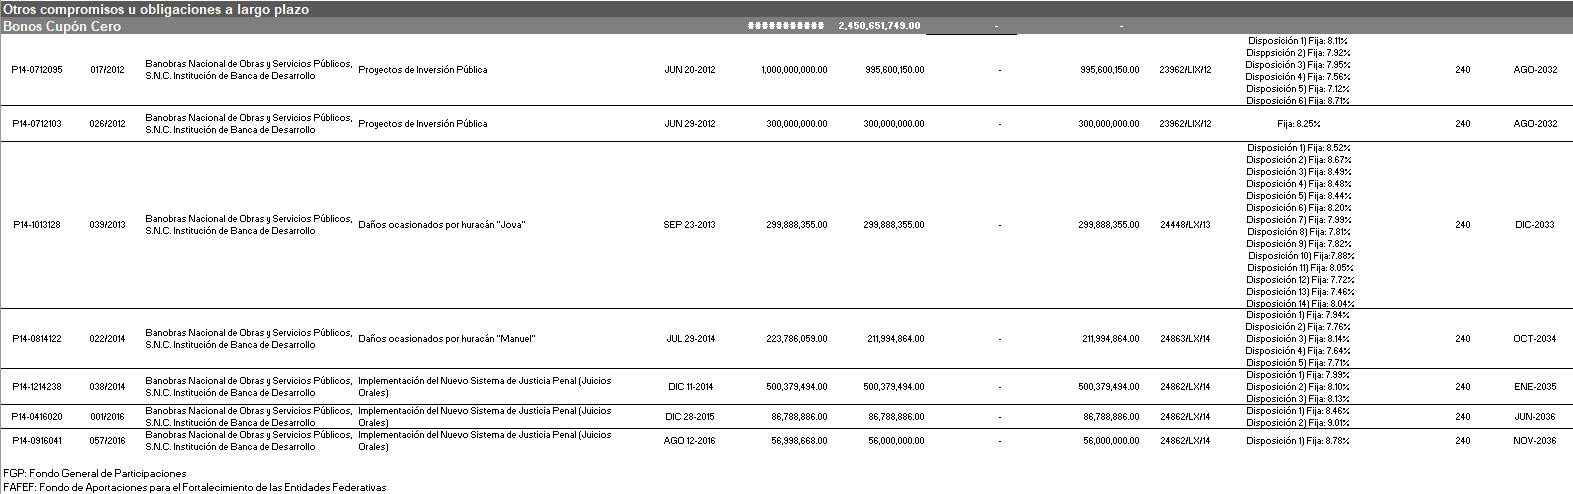 Otros compromisos u obligaciones a largo plazo
Bonos Cupón Cero ########### 2,450,651,749.00 - -
P14-0712095 017/2012 Banobras Nacional de Obras y Servicios Públicos, S.N.C. Institución de Banca de Desarrollo Proyectos de Inversión Pública JUN 20-2012 1,000,000,000.00 995,600,150.00 - 995,600,150.00 23962/LIX/12 240 AGO-2032
Disposición 1) Fija: 8.11%
Dispposición 2) Fija: 7.92%
Disposición 3) Fija: 7.95%
Disposición 4) Fija: 7.56%
Disposición 5) Fija: 7.12%
Disposición 6) Fija: 8.71%
P14-0712103 026/2012 Banobras Nacional de Obras y Servicios Públicos, S.N.C. Institución de Banca de Desarrollo Proyectos de Inversión Pública JUN 29-2012 300,000,000.00 300,000,000.00 - 300,000,000.00 23962/LIX/12 Fija: 8.25% 240 AGO-2032
P14-1013128 039/2013 Banobras Nacional de Obras y Servicios Públicos, S.N.C. Institución de Banca de Desarrollo Daños ocasionados por huracán "Jova" SEP 23-2013 299,888,355.00 299,888,355.00 - 299,888,355.00 24448/LX/13 240 DIC-2033
Disposición 1) Fija: 8.52%
Disposición 2) Fija: 8.67%
Disposición 3) Fija: 8.49%
Disposición 4) Fija: 8.48%
Disposición 5) Fija: 8.44%
Disposición 6) Fija: 8.20%
Disposición 7) Fija: 7.99%
Disposición 8) Fija: 7.81%
Disposición 9) Fija: 7.82%
Disposición 10) Fija:7.88%
Disposición 11) Fija: 8.05%
Disposición 12) Fija: 7.72%
Disposición 13) Fija: 7.46%
Disposición 14) Fija: 8.04%
P14-0814122 022/2014 Banobras Nacional de Obras y Servicios Públicos, S.N.C. Institución de Banca de Desarrollo Daños ocasionados por huracán "Manuel" JUL 29-2014 223,786,059.00 211,994,864.00 - 211,994,864.00 24863/LX/14 240 OCT-2034
Disposición 1) Fija: 7.94%
Disposición 2) Fija: 7.76%
Disposición 3) Fija: 8.14%
Disposición 4) Fija: 7.64%
Disposición 5) Fija: 7.71%
P14-1214238 038/2014 Banobras Nacional de Obras y Servicios Públicos, S.N.C. Institución de Banca de Desarrollo Implementación del Nuevo Sistema de Justicia Penal (Juicios Orales) DIC 11-2014 500,379,494.00 500,379,494.00 - 500,379,494.00 24862/LX/14 240 ENE-2035
Disposición 1) Fija: 7.99%
Disposición 2) Fija: 8.10%
Disposición 3) Fija: 8.13%
P14-0416020 001/2016 Banobras Nacional de Obras y Servicios Públicos, S.N.C. Institución de Banca de Desarrollo Implementación del Nuevo Sistema de Justicia Penal (Juicios Orales) DIC 28-2015 86,788,886.00 86,788,886.00 - 86,788,886.00 24862/LX/14 240 JUN-2036
Disposición 1) Fija: 8.46%
Disposición 2) Fija: 9.01%
P14-0916041 057/2016 Banobras Nacional de Obras y Servicios Públicos, S.N.C. Institución de Banca de Desarrollo Implementación del Nuevo Sistema de Justicia Penal (Juicios Orales) AGO 12-2016 56,998,668.00 56,000,000.00 - 56,000,000.00 24862/LX/14 Disposición 1) Fija: 8.78% 240 NOV-2036
FGP: Fondo General de Participaciones
FAFEF: Fondo de Aportaciones para el Fortalecimiento de las Entidades Federativas